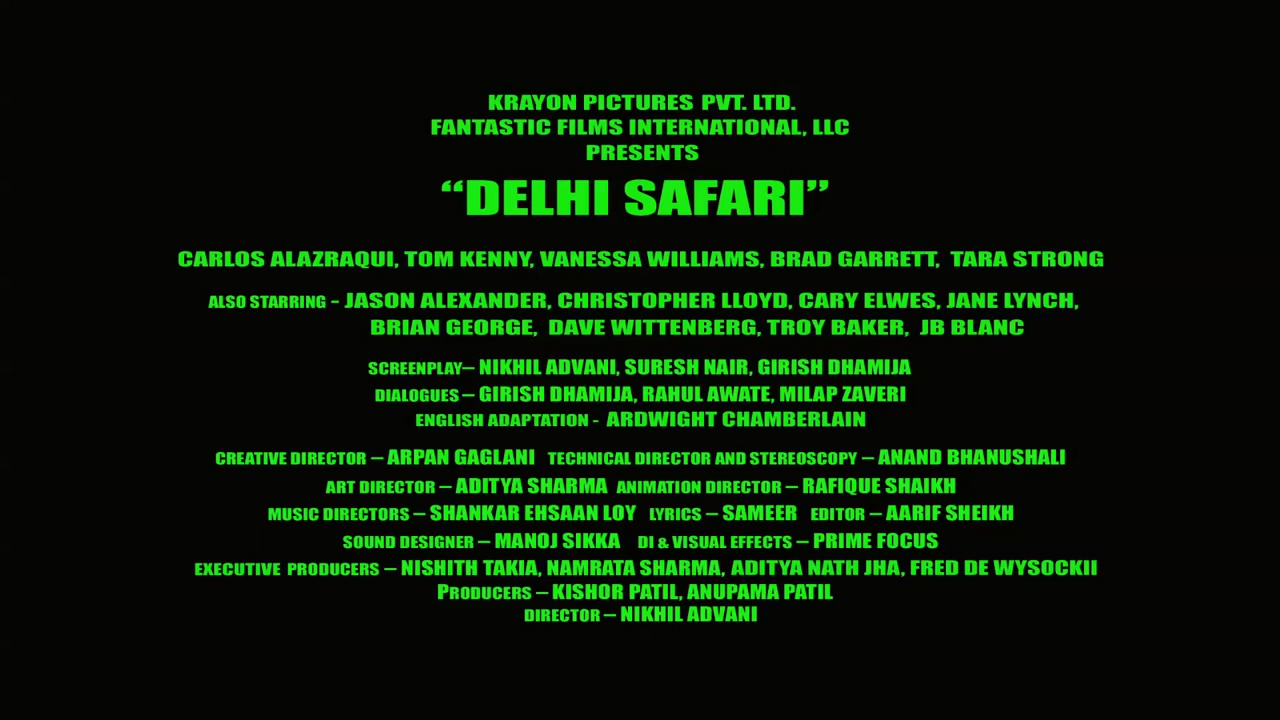 KRAYON PICTURES PVT. LTD.
FANTASTIC FILMS INTERNATIONAL, LLC
PRESENTS
“DELHI SAFARI”
CARLOS ALAZRAQUI, TOM KENNY, VANESSA WILLIAMS, BRAD GARRETT, TARA STRONG
ALSO STARRING - JASON ALEXANDER, CHRISTOPHER LLOYD, CARY ELWES, JANE LYNCH,
BRIAN GEORGE, DAVE WITTENBERG, TROY BAKER, JB BLANC
SCREENPLAY– NIKHIL ADVANI, SURESH NAIR, GIRISH DHAMIJA
DIALOGUES – GIRISH DHAMIJA, RAHUL AWATE, MILAP ZAVERI
ENGLISH ADAPTATION - ARDWIGHT CHAMBERLAIN
CREATIVE DIRECTOR – ARPAN GAGLANI TECHNICAL DIRECTOR AND STEREOSCOPY – ANAND BHANUSHALI
ART DIRECTOR – ADITYA SHARMA ANIMATION DIRECTOR – RAFIQUE SHAIKH
MUSIC DIRECTORS – SHANKAR EHSAAN LOY LYRICS – SAMEER EDITOR – AARIF SHEIKH
SOUND DESIGNER – MANOJ SIKKA DI & VISUAL EFFECTS – PRIME FOCUS
EXECUTIVE PRODUCERS – NISHITH TAKIA, NAMRATA SHARMA, ADITYA NATH JHA, FRED DE WYSOCKII
PRODUCERS – KISHOR PATIL, ANUPAMA PATIL
DIRECTOR – NIKHIL ADVANI